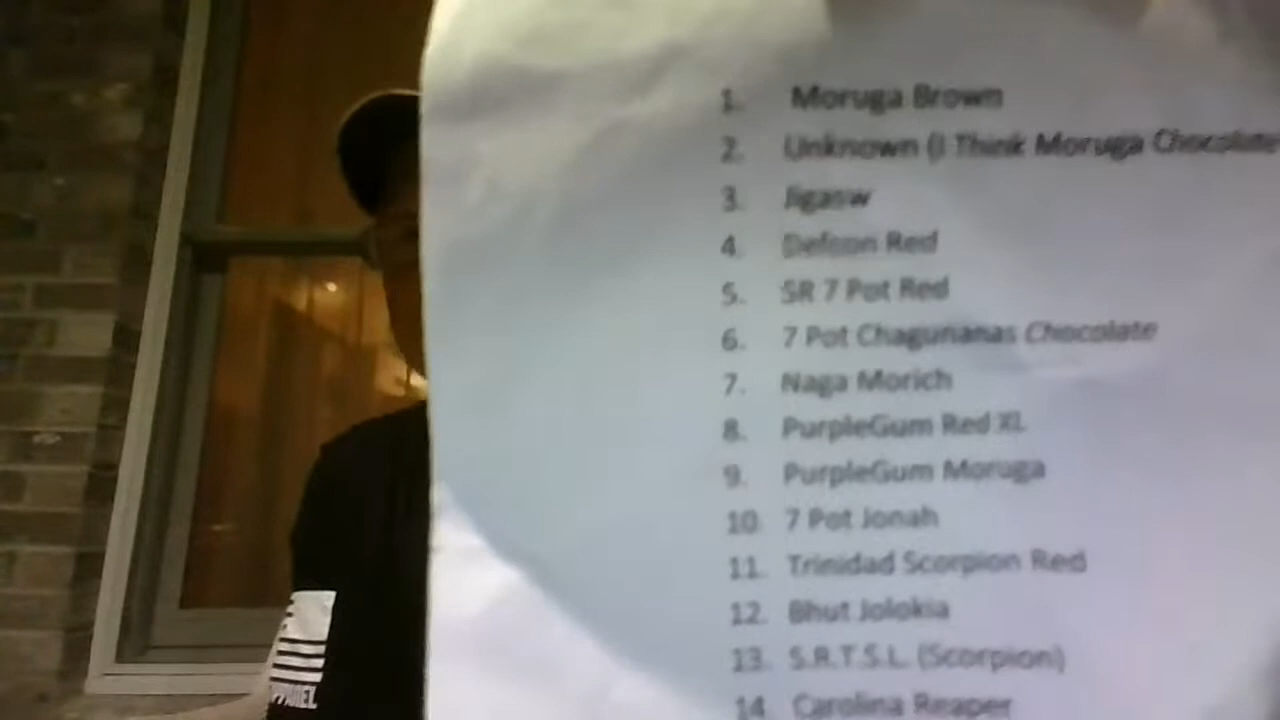 1. Moruga Brown
2. Unknown (I Think Moruga Chocolate
3. Jigasw
4. Defcon Red
5. SR 7 Pot Red
6. 7 Pot Chagunanas Chocolate
7. Naga Morich
8. PurpleGum Red XL
9. PurpleGum Moruga
10. 7 Pot Jonah
11. Trinidad Scorpion Red
12. Bhut Jolokia
13. S.R.T.S.L. (Scorpion)
14. Carolina Reaper